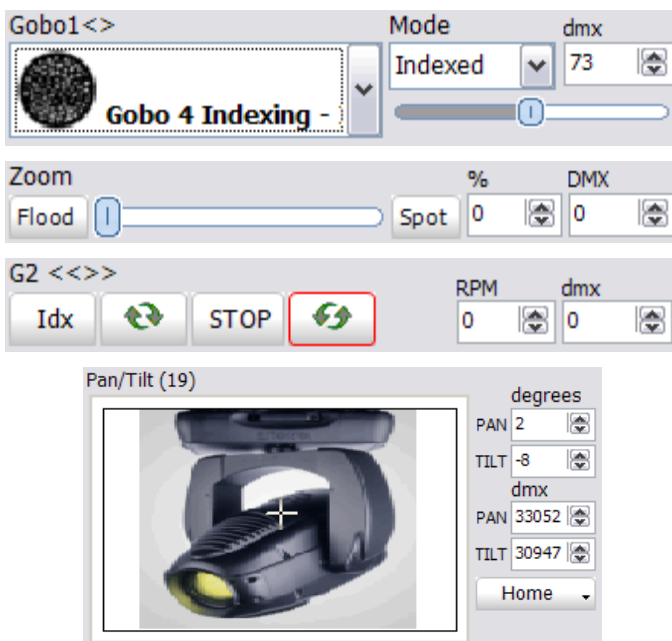 Gobo1<> Mode dmx
Gobo 4 Indexing - Indexed 73
Zoom % DMX
Flood Spot 0 0
G2 <<>> RPM dmx
Idx STOP 0 0
Pan/Tilt (19)
degrees
PAN 2
TILT -8
dmx
PAN 33052
TILT 30947
Home